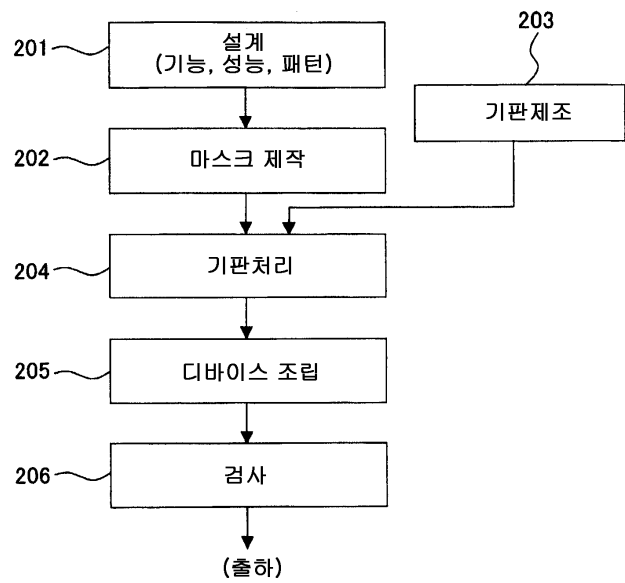 201
설계
(기능, 성능, 패턴)
203
기판제조
202
마스크 제작
204
기판처리
205
디바이스 조립
206
검사
(출하)